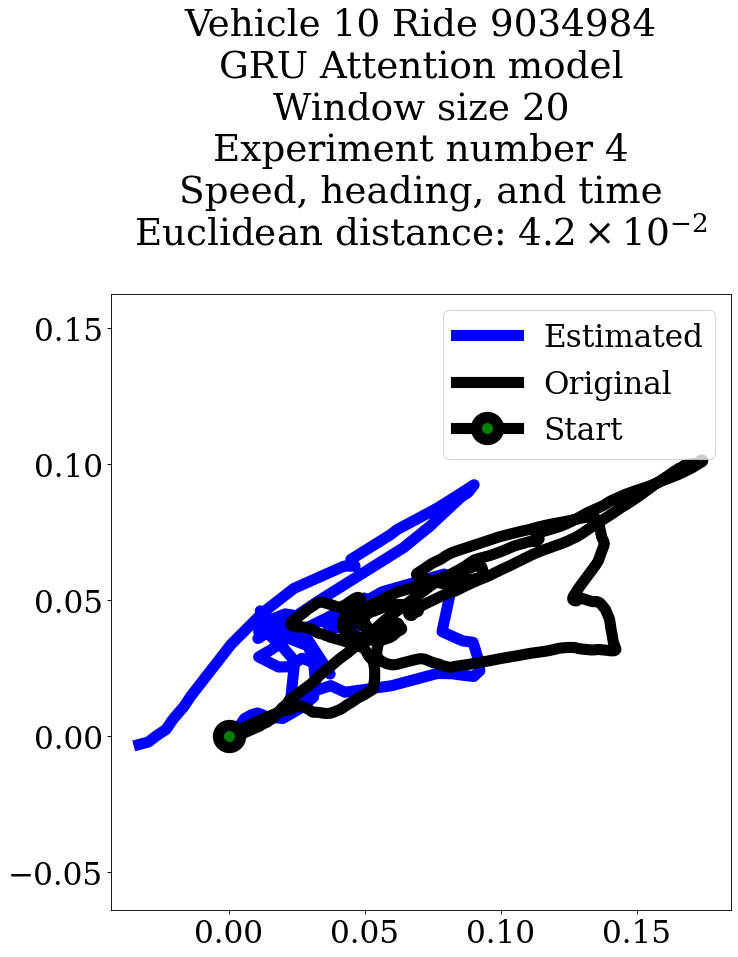 Vehicle 10 Ride 9034984
GRU Attention model
Window size 20
Experiment number 4
Speed, heading, and time
Euclidean distance: 4.2 × 10⁻²
Estimated
Original
Start
0.15
0.10
0.05
0.00
−0.05
0.00 0.05 0.10 0.15